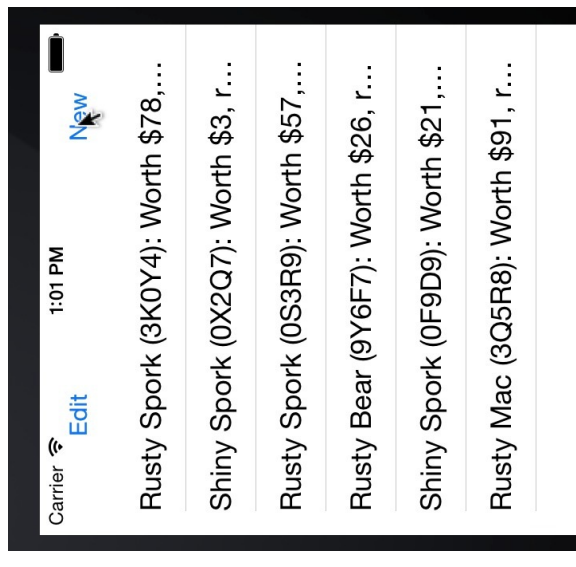 Carrier 1:01 PM
Edit New
Rusty Spork (3K0Y4): Worth $78,...
Shiny Spork (0X2Q7): Worth $3, r...
Rusty Spork (0S3R9): Worth $57,...
Rusty Bear (9Y6F7): Worth $26, r...
Shiny Spork (0F9D9): Worth $21,...
Rusty Mac (3Q5R8): Worth $91, r...